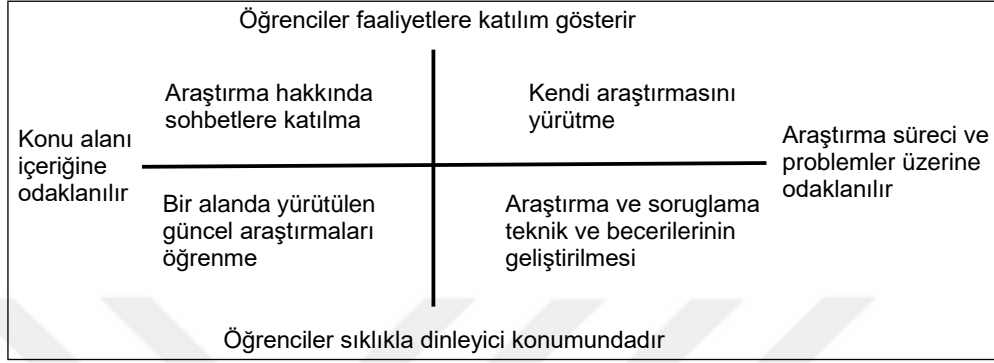 Öğrenciler faaliyetlere katılım gösterir
Araştırma hakkında
sohbetlere katılma
Kendi araştırmasını
yürütme
Konu alanı
içeriğine
odaklanılır
Araştırma süreci ve
problemler üzerine
odaklanılır
Bir alanda yürütülen
güncel araştırmaları
öğrenme
Araştırma ve soruglama
teknik ve becerilerinin
geliştirilmesi
Öğrenciler sıklıkla dinleyici konumundadır